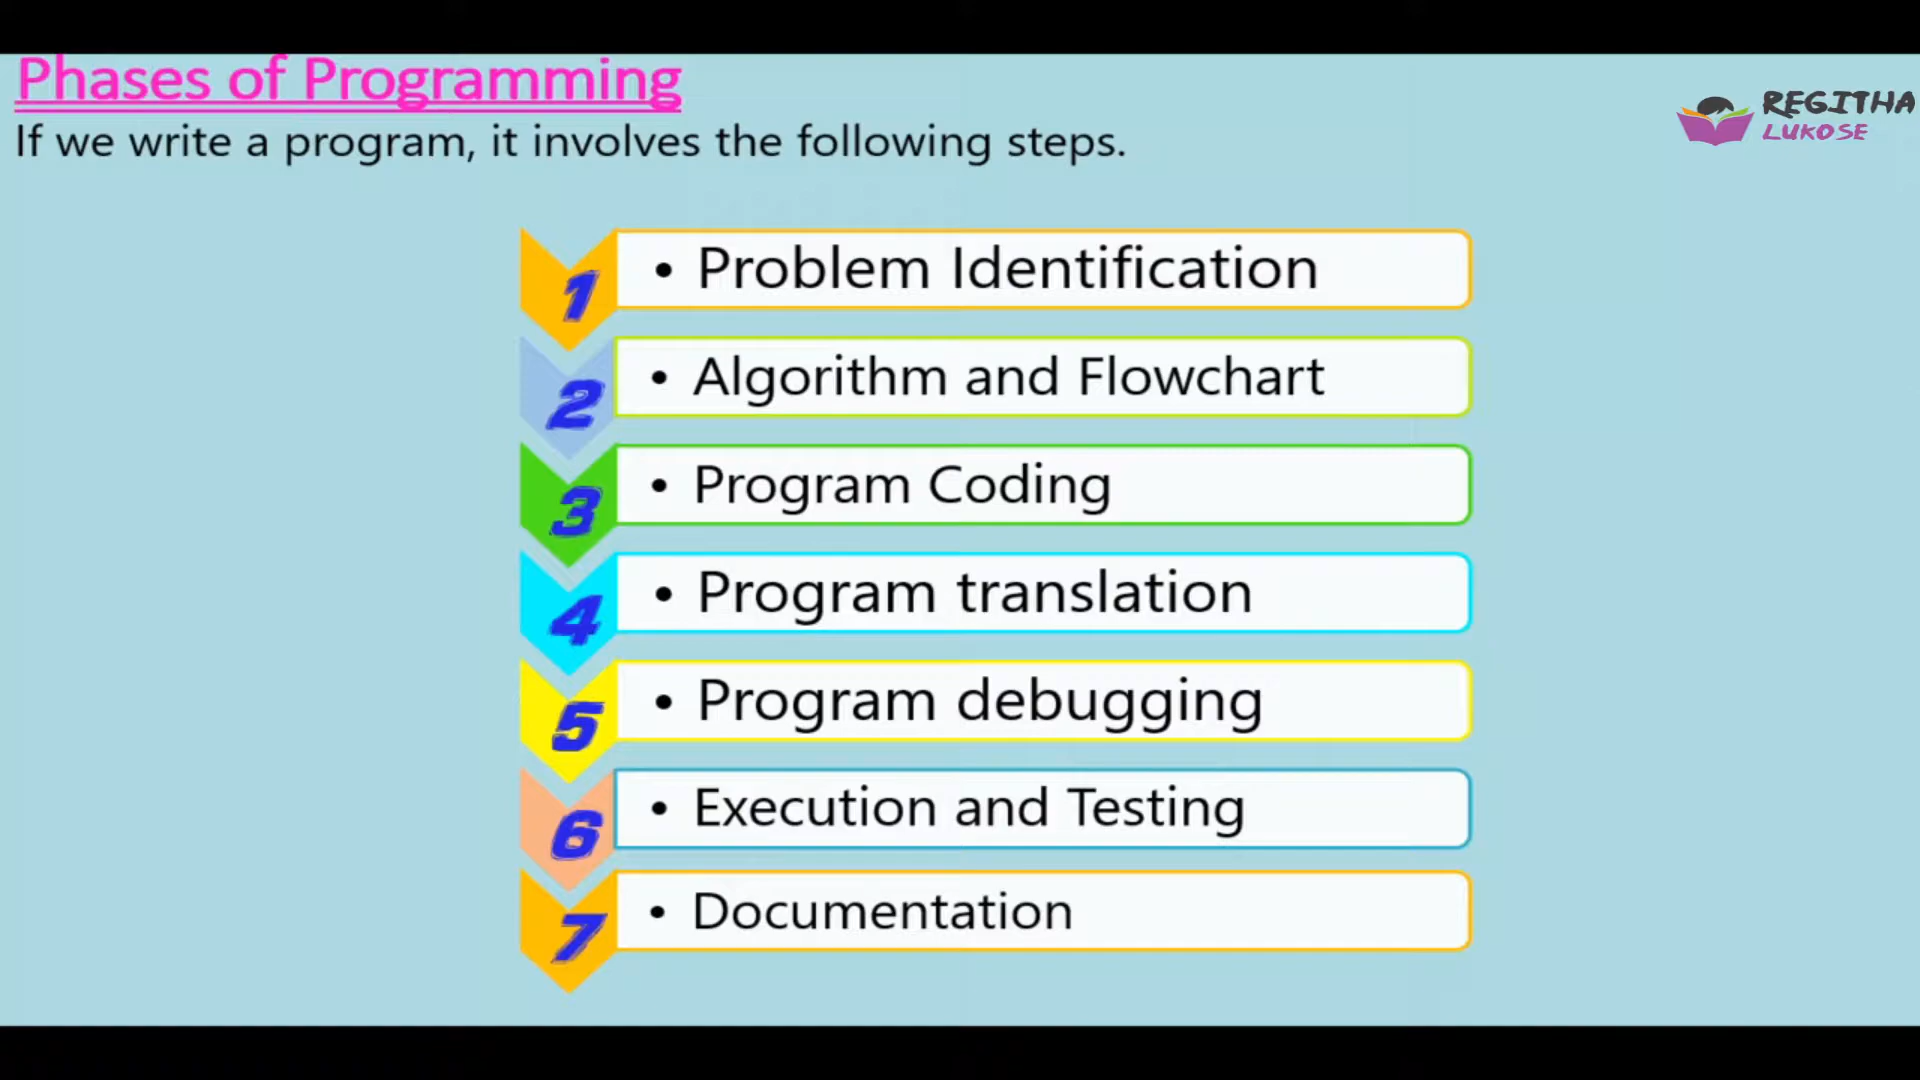 Phases of Programming
REGITHA
LUKOSE
If we write a program, it involves the following steps.
1 • Problem Identification
2 • Algorithm and Flowchart
3 • Program Coding
4 • Program translation
5 • Program debugging
6 • Execution and Testing
7 • Documentation